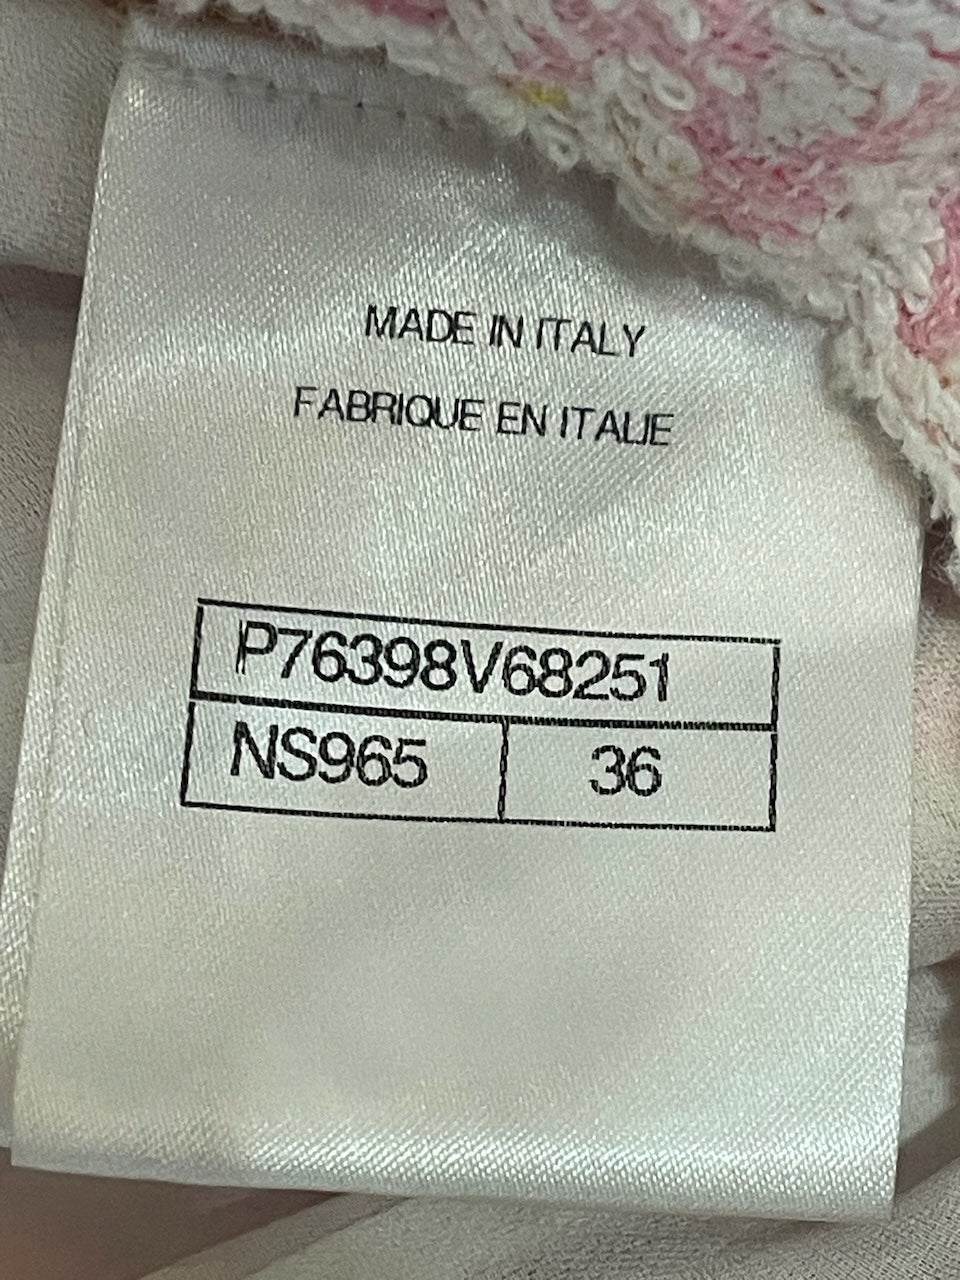 MADE IN ITALY
FABRIQUE EN ITALIE
P76398V68251
NS965 36